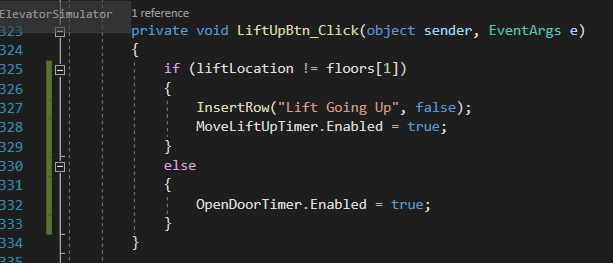 ElevatorSimulator
1 reference
323 private void LiftUpBtn_Click(object sender, EventArgs e)
324 {
325 if (liftLocation != floors[1])
326 {
327 InsertRow("Lift Going Up", false);
328 MoveLiftUpTimer.Enabled = true;
329 }
330 else
331 {
332 OpenDoorTimer.Enabled = true;
333 }
334 }
335